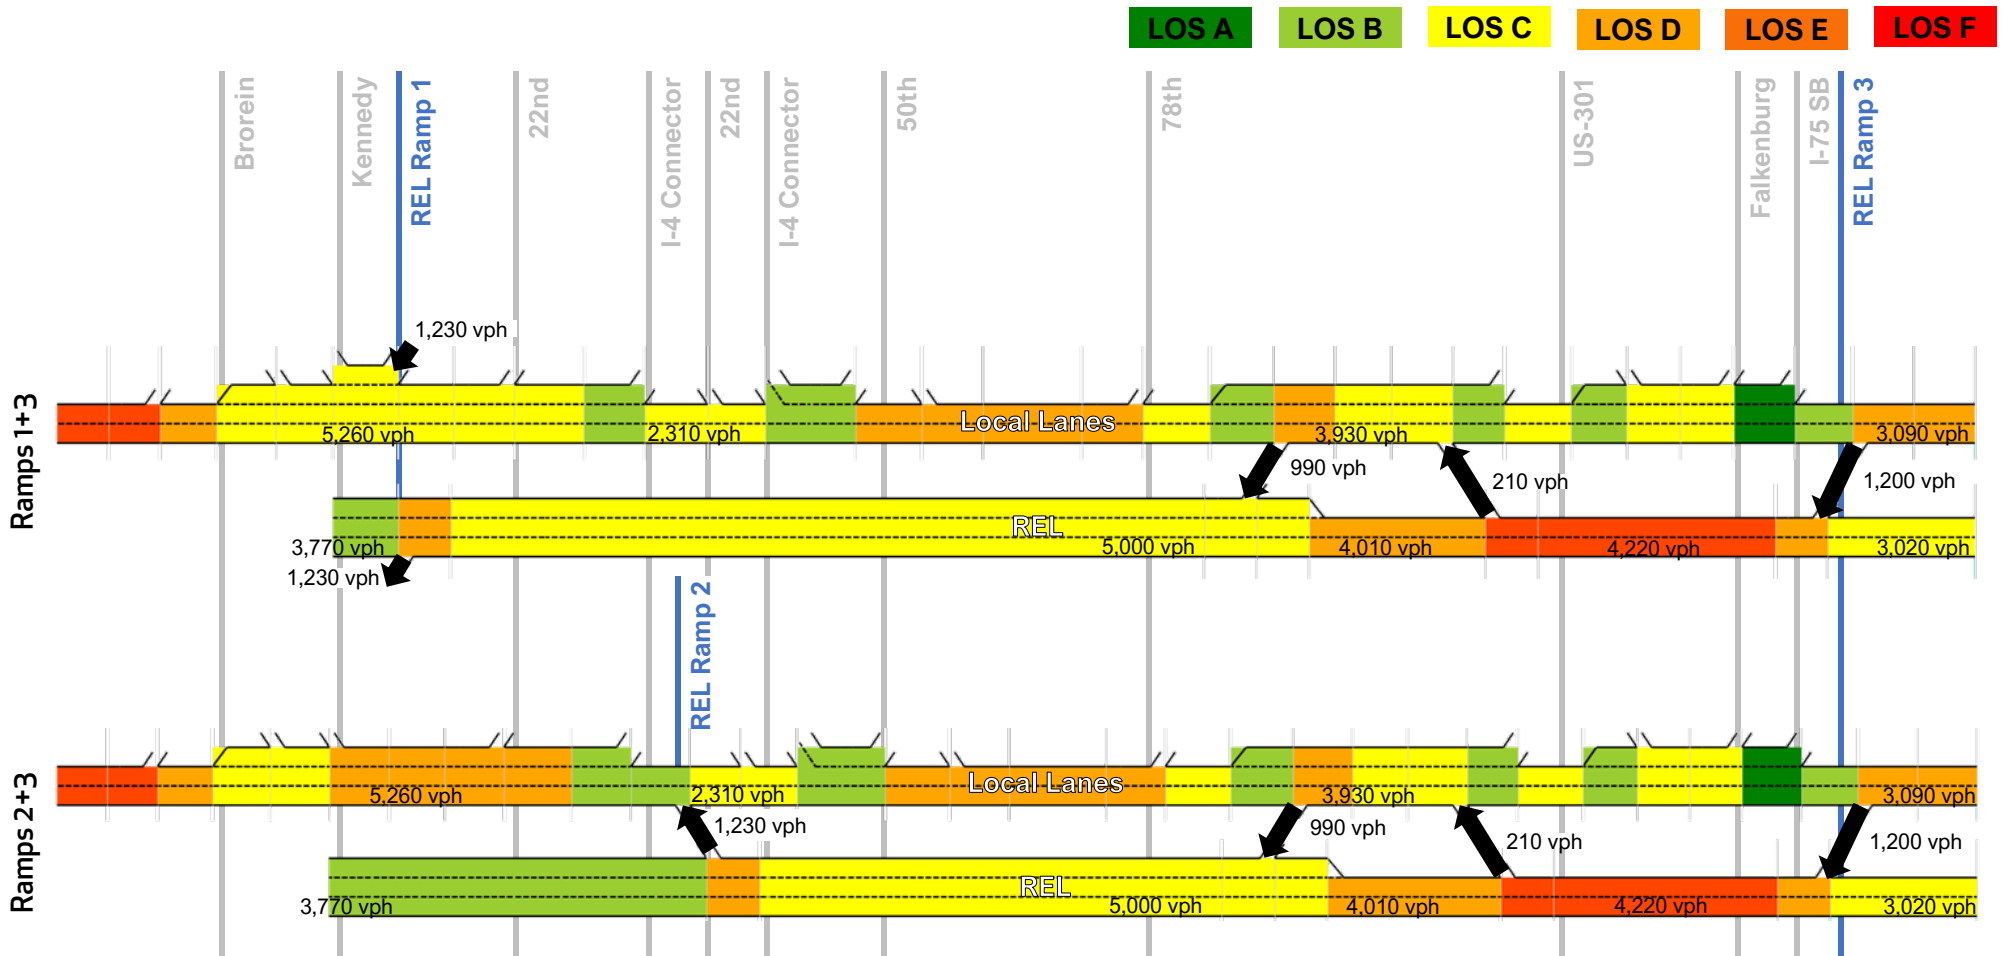 LOS A
LOS B
LOS C
LOS D
LOS E
LOS F
Brorein
Kennedy
REL Ramp 1
22nd
I-4 Connector
22nd
I-4 Connector
50th
78th
US-301
Falkenburg
I-75 SB
REL Ramp 3
Ramps 1+3
1,230 vph
5,260 vph
2,310 vph
Local Lanes
3,930 vph
3,090 vph
990 vph
210 vph
1,200 vph
3,770 vph
REL
5,000 vph
4,010 vph
4,220 vph
3,020 vph
1,230 vph
REL Ramp 2
Ramps 2+3
5,260 vph
2,310 vph
Local Lanes
3,930 vph
3,090 vph
1,230 vph
990 vph
210 vph
1,200 vph
3,770 vph
REL
5,000 vph
4,010 vph
4,220 vph
3,020 vph